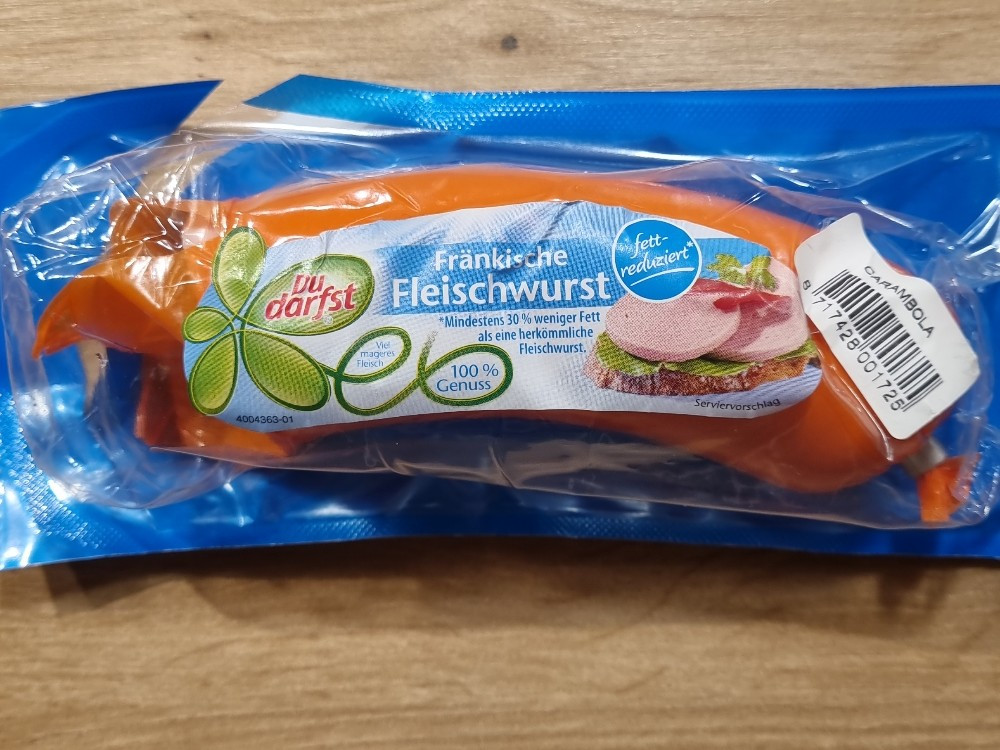 Du
darfst
Fränkische
Fleischwurst
fett-
reduziert*
*Mindestens 30 % weniger Fett
als eine herkömmliche
Fleischwurst.
Viel
mageres
Fleisch
100 %
Genuss
4004363-01
Serviervorschlag
CARAMBOLA
8717428001725